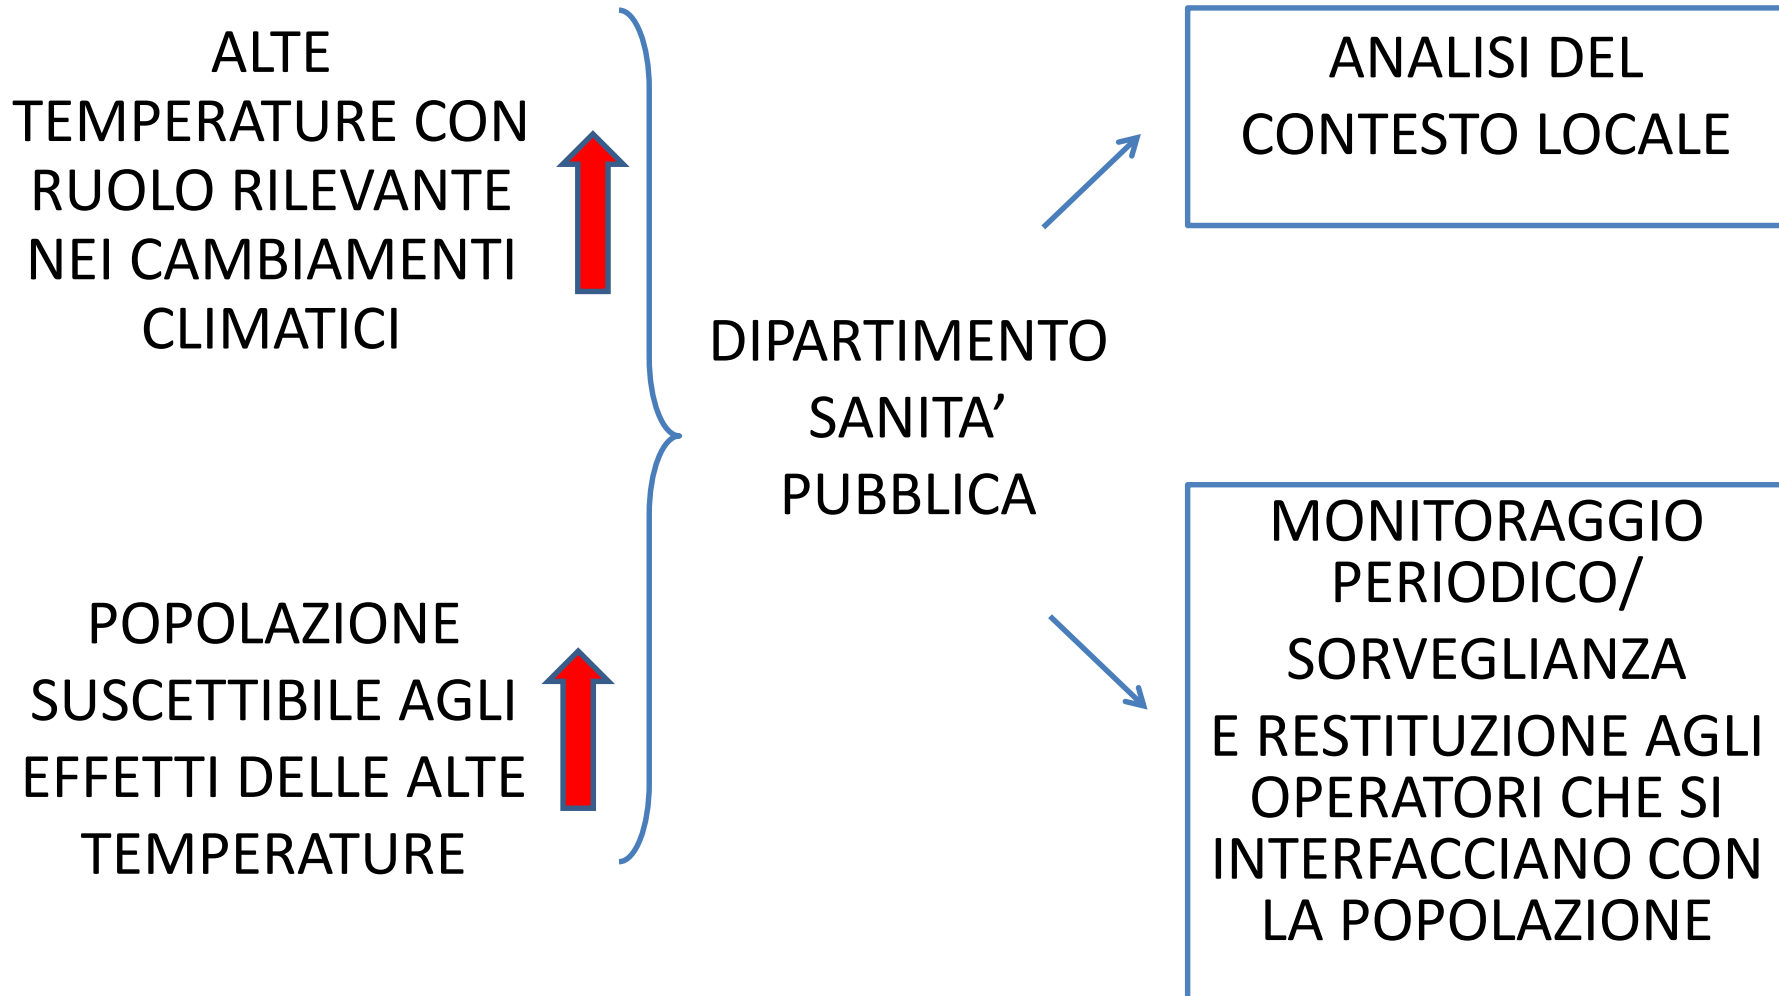 ALTE
TEMPERATURE CON
RUOLO RILEVANTE
NEI CAMBIAMENTI
CLIMATICI
POPOLAZIONE
SUSCETTIBILE AGLI
EFFETTI DELLE ALTE
TEMPERATURE
DIPARTIMENTO
SANITA’
PUBBLICA
ANALISI DEL
CONTESTO LOCALE
MONITORAGGIO
PERIODICO/
SORVEGLIANZA
E RESTITUZIONE AGLI
OPERATORI CHE SI
INTERFACCIANO CON
LA POPOLAZIONE